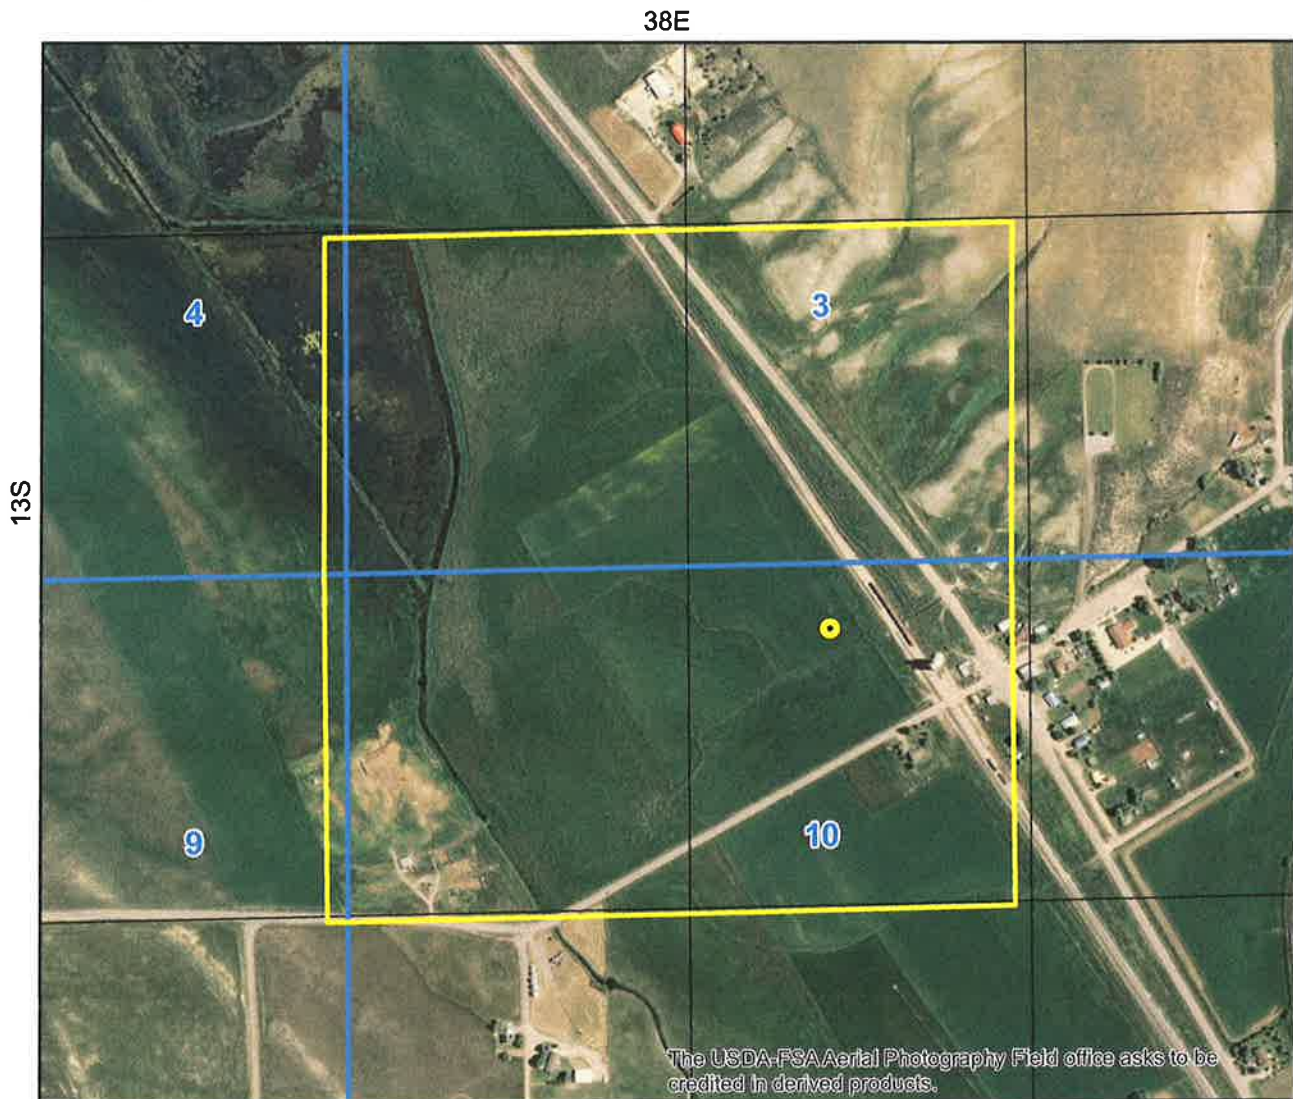 38E
4
3
13S
9
10
The USDA-FSA Aerial Photography Field office asks to be
credited in derived products.